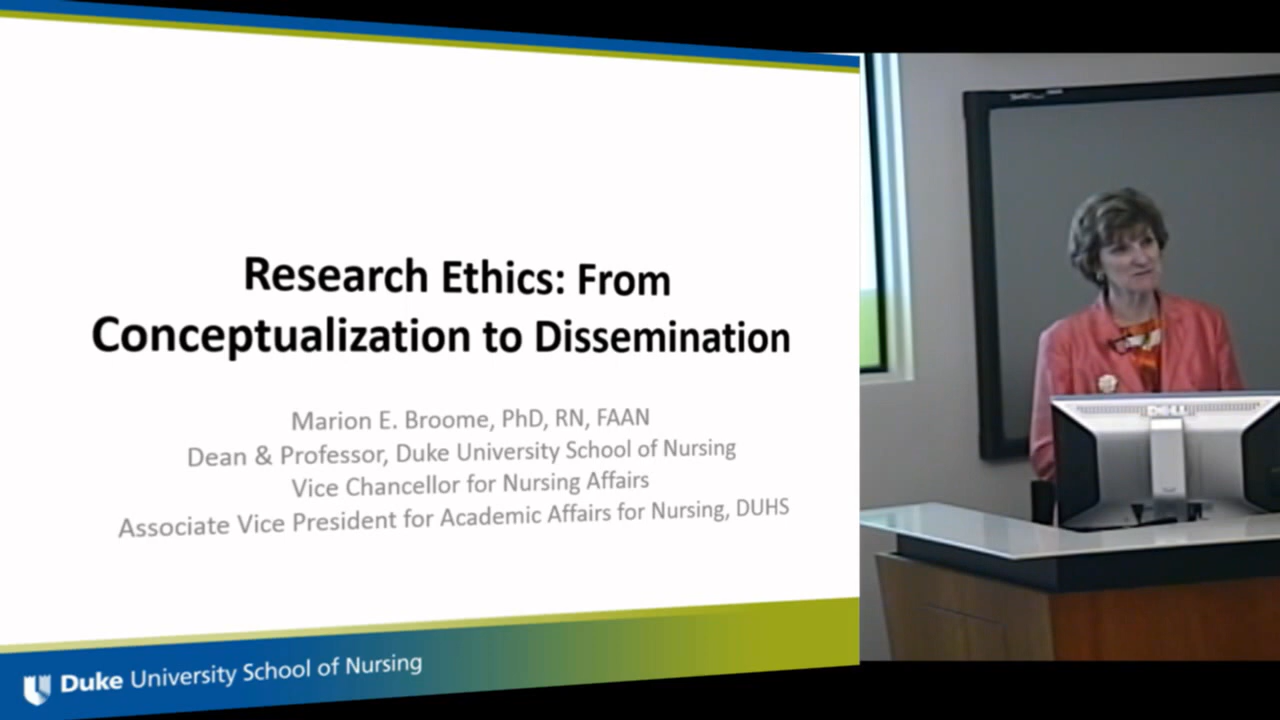 Research Ethics: From
Conceptualization to Dissemination
Marion E. Broome, PhD, RN, FAAN
Dean & Professor, Duke University School of Nursing
Vice Chancellor for Nursing Affairs
Associate Vice President for Academic Affairs for Nursing, DUHS
Duke University School of Nursing
DELL